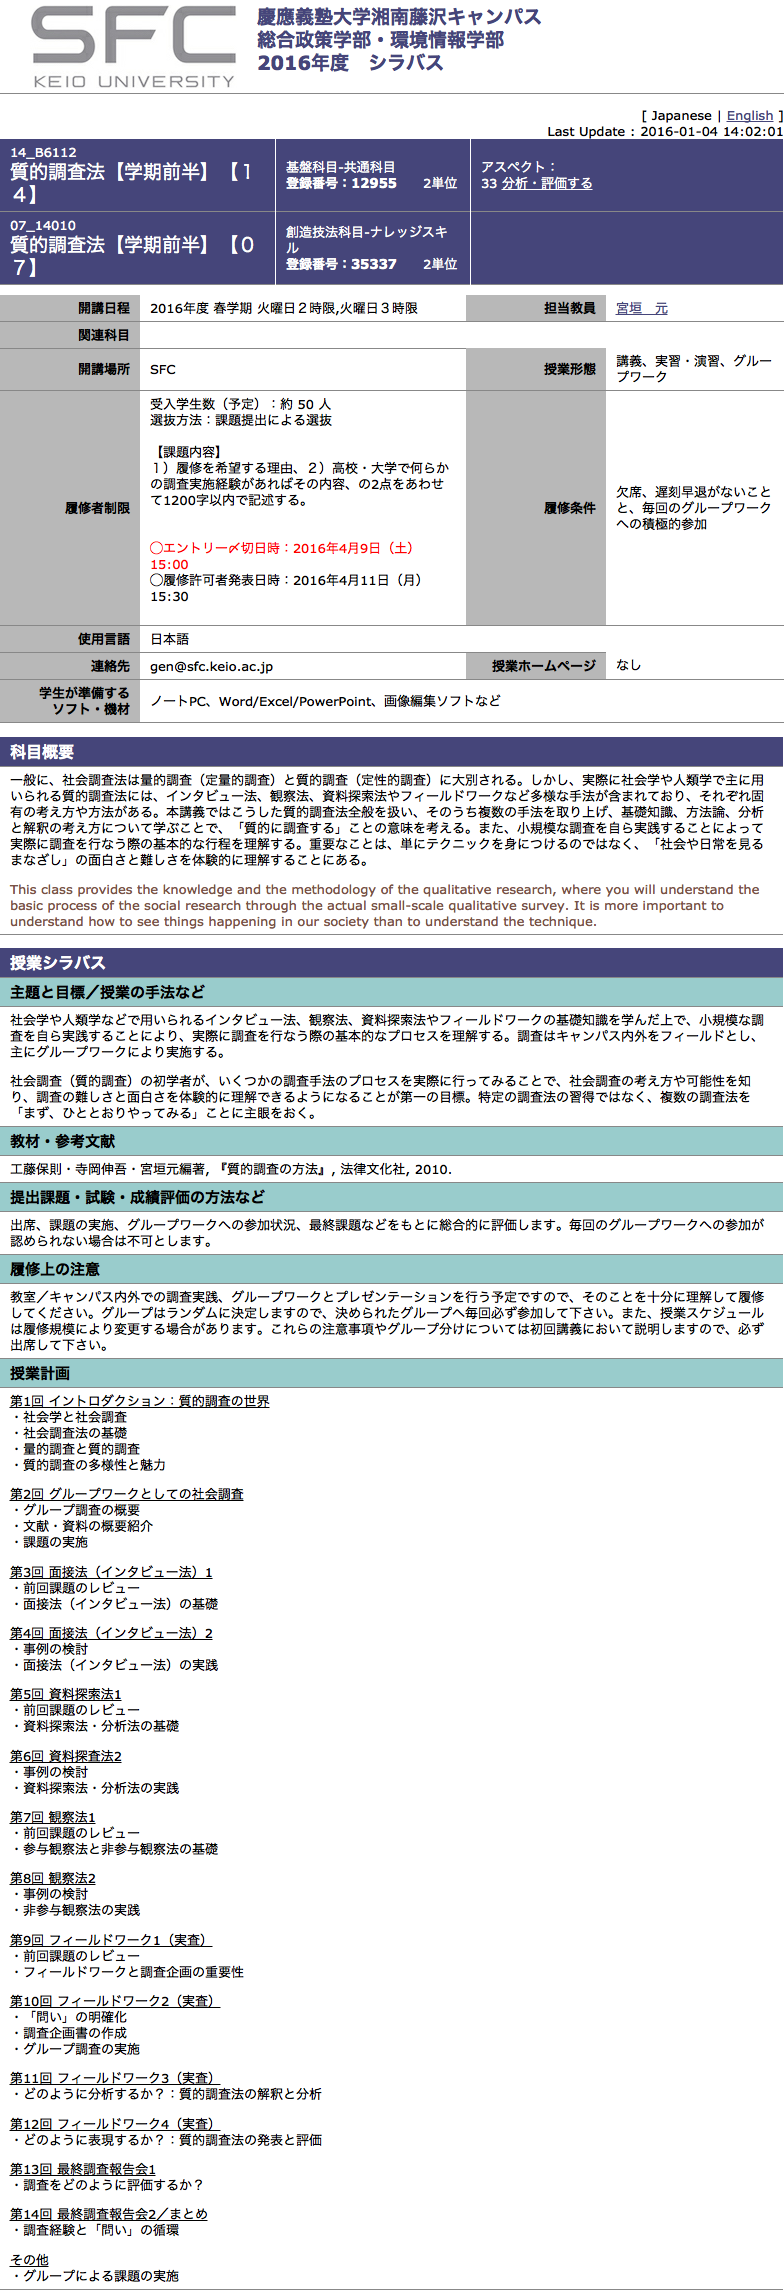 SFC
KEIO UNIVERSITY
慶應義塾大学湘南藤沢キャンパス
総合政策学部・環境情報学部
2016年度　シラバス
[ Japanese | English ]
Last Update : 2016-01-04 14:02:01
14_B6112
質的調査法【学期前半】【１
４】
基盤科目-共通科目
登録番号：12955　　2単位
アスペクト：
33 分析・評価する
07_14010
質的調査法【学期前半】【０
７】
創造技法科目-ナレッジスキ
ル
登録番号：35337　　2単位
開講日程
2016年度 春学期 火曜日２時限,火曜日３時限
担当教員
宮垣　元
関連科目
開講場所
SFC
授業形態
講義、実習・演習、グルー
プワーク
履修者制限
受入学生数（予定）：約 50 人
選抜方法：課題提出による選抜
【課題内容】
１）履修を希望する理由、２）高校・大学で何らか
の調査実施経験があればその内容、の2点をあわせ
て1200字以内で記述する。
◯エントリー〆切日時：2016年4月9日（土）
15:00
◯履修許可者発表日時：2016年4月11日（月）
15:30
履修条件
欠席、遅刻早退がないこと
と、毎回のグループワーク
への積極的参加
使用言語
日本語
連絡先
gen@sfc.keio.ac.jp
授業ホームページ
なし
学生が準備する
ソフト・機材
ノートPC、Word/Excel/PowerPoint、画像編集ソフトなど
科目概要
一般に、社会調査法は量的調査（定量的調査）と質的調査（定性的調査）に大別される。しかし、実際に社会学や人類学で主に用
いられる質的調査法には、インタビュー法、観察法、資料探索法やフィールドワークなど多様な手法が含まれており、それぞれ固
有の考え方や方法がある。本講義ではこうした質的調査法全般を扱い、そのうち複数の手法を取り上げ、基礎知識、方法論、分析
と解釈の考え方について学ぶことで、「質的に調査する」ことの意味を考える。また、小規模な調査を自ら実践することによって
実際に調査を行なう際の基本的な行程を理解する。重要なことは、単にテクニックを身につけるのではなく、「社会や日常を見る
まなざし」の面白さと難しさを体験的に理解することにある。
This class provides the knowledge and the methodology of the qualitative research, where you will understand the
basic process of the social research through the actual small-scale qualitative survey. It is more important to
understand how to see things happening in our society than to understand the technique.
授業シラバス
主題と目標／授業の手法など
社会学や人類学などで用いられるインタビュー法、観察法、資料探索法やフィールドワークの基礎知識を学んだ上で、小規模な調
査を自ら実践することにより、実際に調査を行なう際の基本的なプロセスを理解する。調査はキャンパス内外をフィールドとし、
主にグループワークにより実施する。
社会調査（質的調査）の初学者が、いくつかの調査手法のプロセスを実際に行ってみることで、社会調査の考え方や可能性を知
り、調査の難しさと面白さを体験的に理解できるようになることが第一の目標。特定の調査法の習得ではなく、複数の調査法を
「まず、ひととおりやってみる」ことに主眼をおく。
教材・参考文献
工藤保則・寺岡伸吾・宮垣元編著, 『質的調査の方法』, 法律文化社, 2010.
提出課題・試験・成績評価の方法など
出席、課題の実施、グループワークへの参加状況、最終課題などをもとに総合的に評価します。毎回のグループワークへの参加が
認められない場合は不可とします。
履修上の注意
教室／キャンパス内外での調査実践、グループワークとプレゼンテーションを行う予定ですので、そのことを十分に理解して履修
してください。グループはランダムに決定しますので、決められたグループへ毎回必ず参加して下さい。また、授業スケジュール
は履修規模により変更する場合があります。これらの注意事項やグループ分けについては初回講義において説明しますので、必ず
出席して下さい。
授業計画
第1回 イントロダクション：質的調査の世界
・社会学と社会調査
・社会調査法の基礎
・量的調査と質的調査
・質的調査の多様性と魅力
第2回 グループワークとしての社会調査
・グループ調査の概要
・文献・資料の概要紹介
・課題の実施
第3回 面接法（インタビュー法）1
・前回課題のレビュー
・面接法（インタビュー法）の基礎
第4回 面接法（インタビュー法）2
・事例の検討
・面接法（インタビュー法）の実践
第5回 資料探索法1
・前回課題のレビュー
・資料探索法・分析法の基礎
第6回 資料探査法2
・事例の検討
・資料探索法・分析法の実践
第7回 観察法1
・前回課題のレビュー
・参与観察法と非参与観察法の基礎
第8回 観察法2
・事例の検討
・非参与観察法の実践
第9回 フィールドワーク1（実査）
・前回課題のレビュー
・フィールドワークと調査企画の重要性
第10回 フィールドワーク2（実査）
・「問い」の明確化
・調査企画書の作成
・グループ調査の実施
第11回 フィールドワーク3（実査）
・どのように分析するか？：質的調査法の解釈と分析
第12回 フィールドワーク4（実査）
・どのように表現するか？：質的調査法の発表と評価
第13回 最終調査報告会1
・調査をどのように評価するか？
第14回 最終調査報告会2／まとめ
・調査経験と「問い」の循環
その他
・グループによる課題の実施